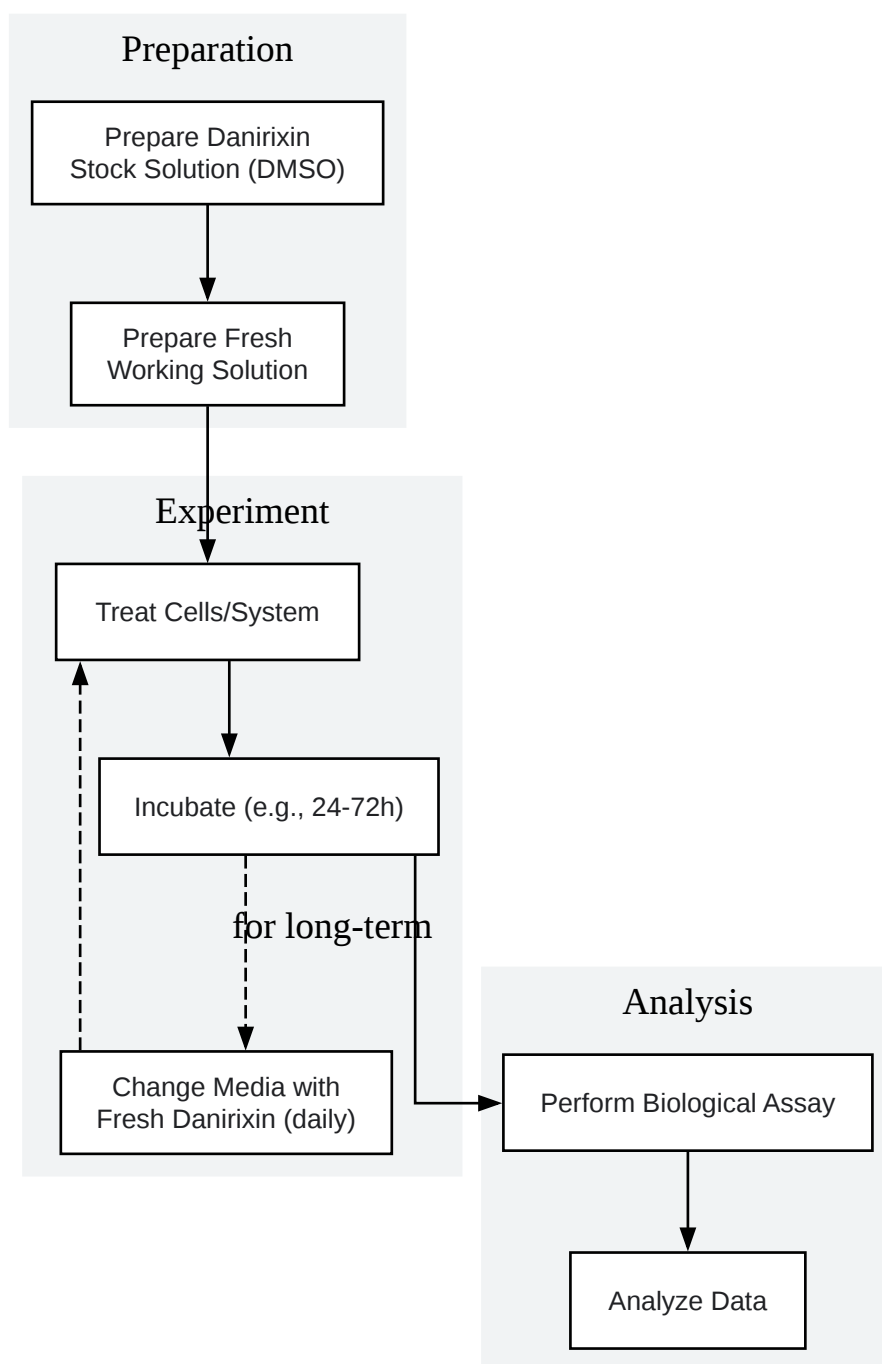 Preparation
Prepare Danirixin
Stock Solution (DMSO)
Prepare Fresh
Working Solution
Experiment
Treat Cells/System
Incubate (e.g., 24-72h)
for long-term
Change Media with
Fresh Danirixin (daily)
Analysis
Perform Biological Assay
Analyze Data